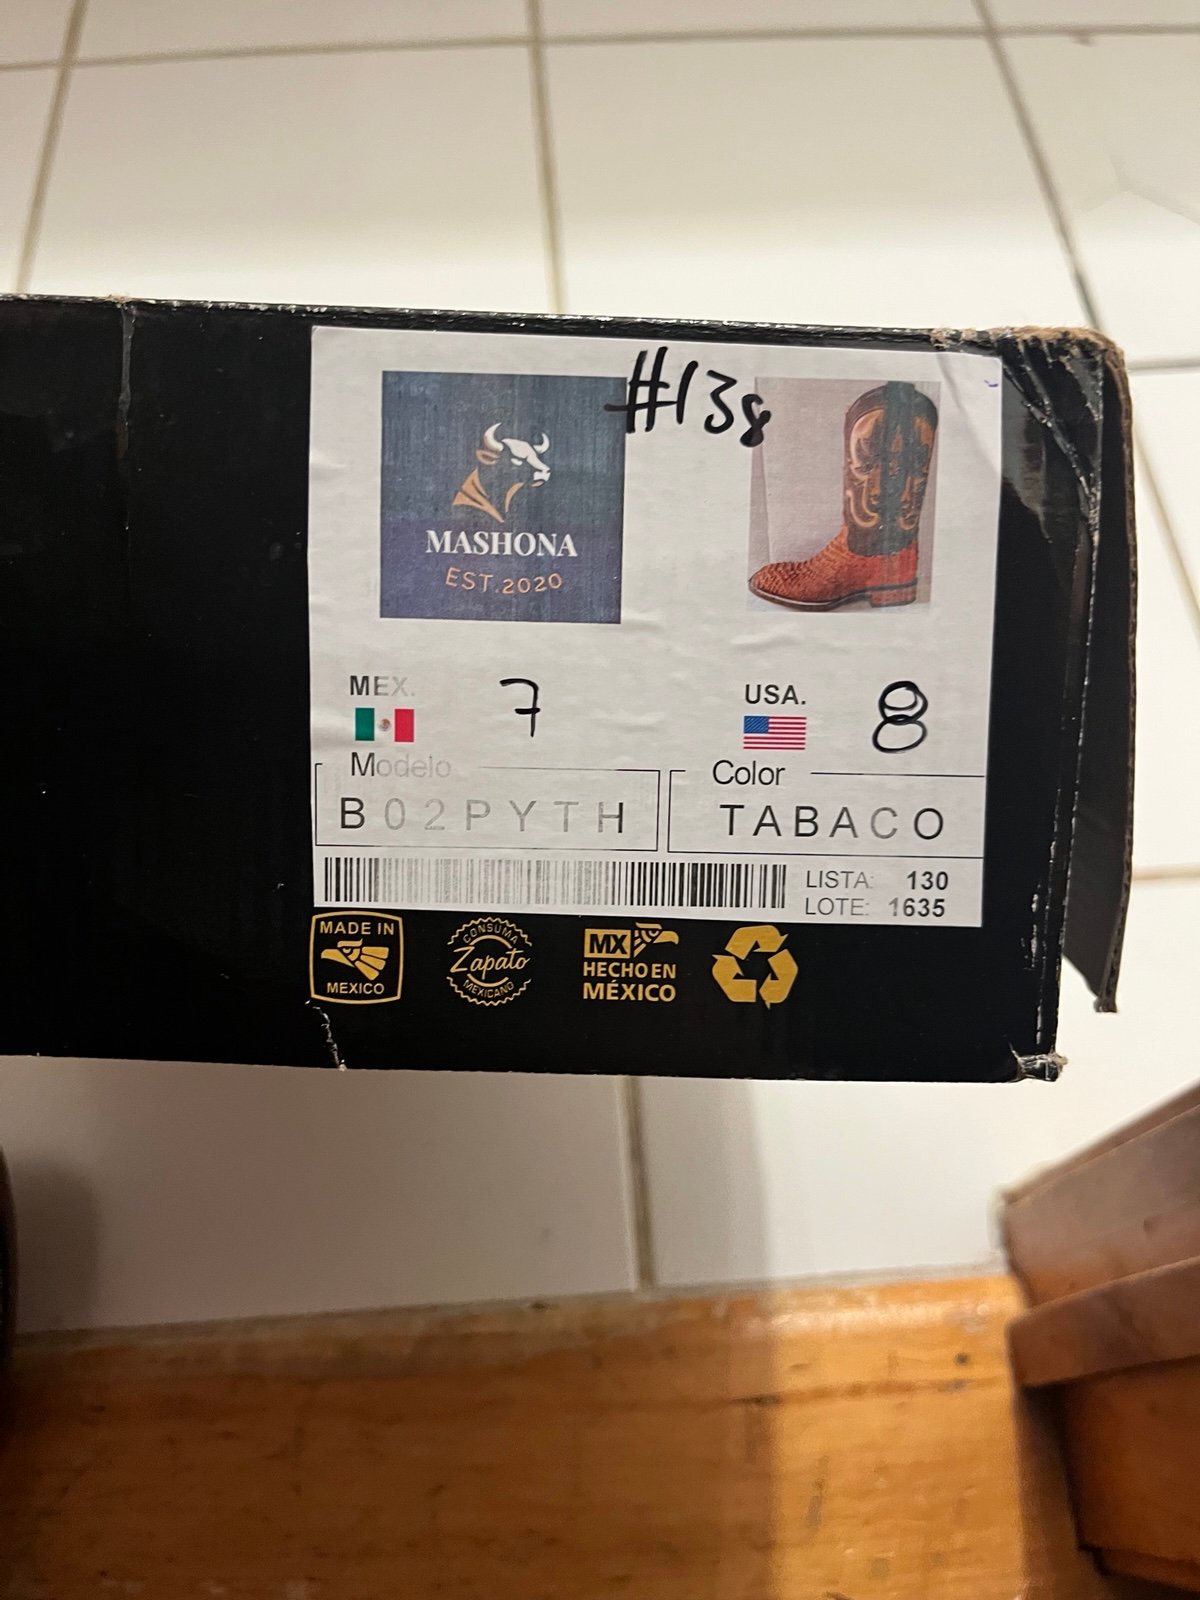 #138
MASHONA
EST.2020
MEX. 7
USA. 8
Modelo
B02PYTH
Color
TABACO
LISTA: 130
LOTE: 1635
MADE IN
MEXICO
CONSUMA
Zapato
MEXICANO
MX
HECHO EN
MÉXICO